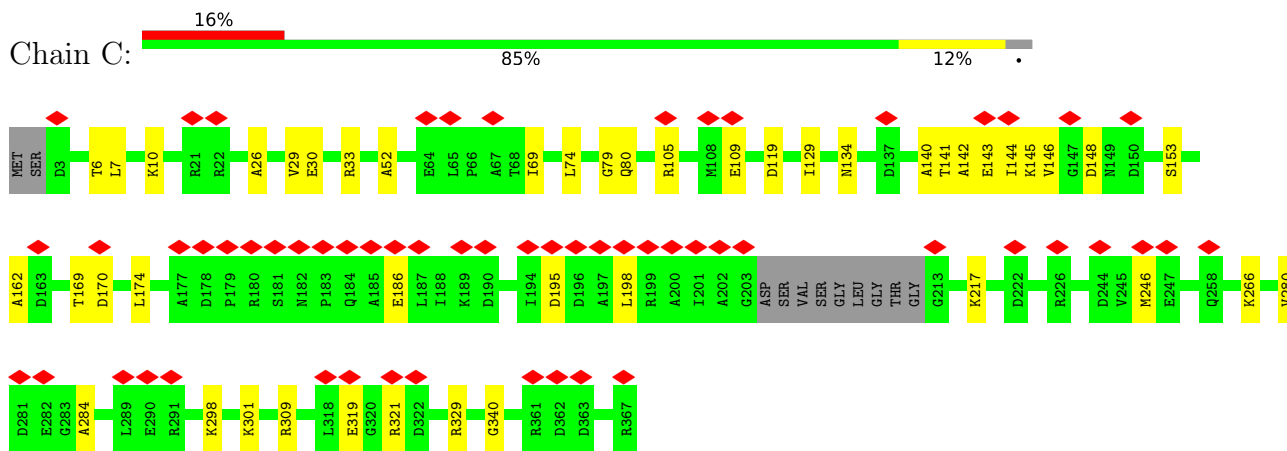 16%
Chain C:
85% 12% •
MET SER D3 T6 L7 K10 R21 R22 A26 V29 E30 R33 A52 E64 L65 P66 A67 T68 I69 L74 G79 Q80 R105 M108 E109 D119 I129 N134 D137 A140 T141 A142 E143 I144 K145 V146 G147 D148 N149 D150 S153
A162 D163 T169 D170 L174 A177 D178 P179 R180 S181 N182 P183 Q184 A185 E186 L187 I188 K189 D190 I194 D195 D196 A197 L198 R199 A200 I201 A202 G203 ASP SER VAL SER GLY LEU GLY THR GLY G213 K217 D222 R226 D244 V245 M246 E247 Q258 K266
D281 E282 G283 A284 L289 E290 R291 K298 K301 R309 L318 E319 G320 R321 D322 R329 G340 R361 D362 D363 R367